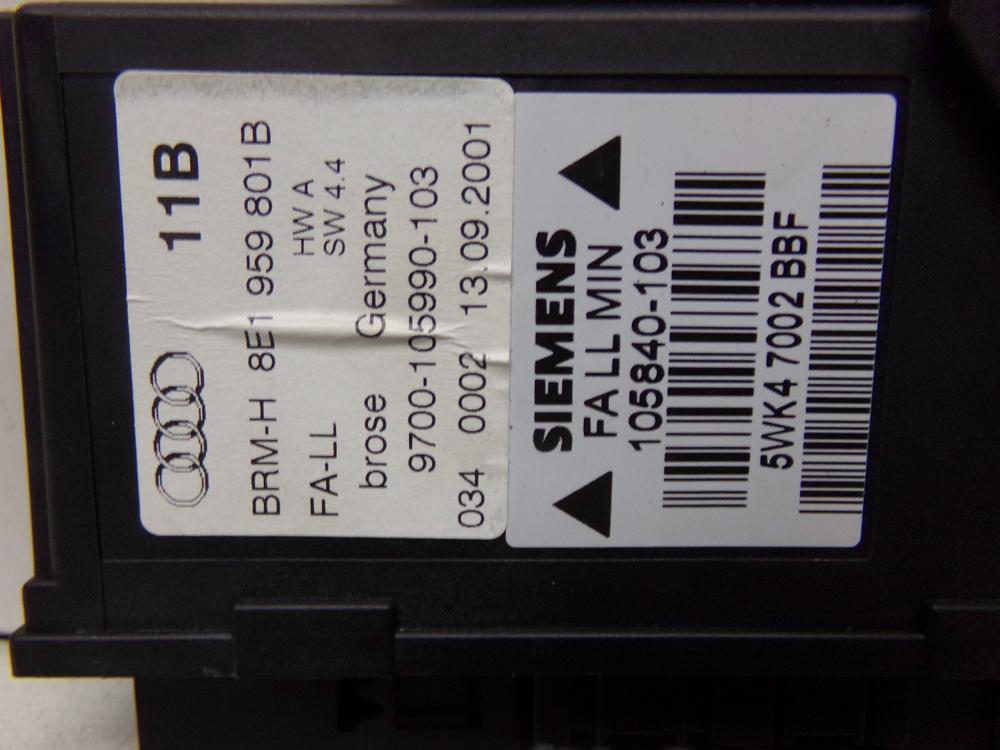 11B
BRM-H 8E1 959 801B
FA-LL HW A
SW 4.4
brose Germany
9700-105990-103
034 0002 13.09.2001
SIEMENS
FA LL MIN
105840-103
5WK4 7002 BBF